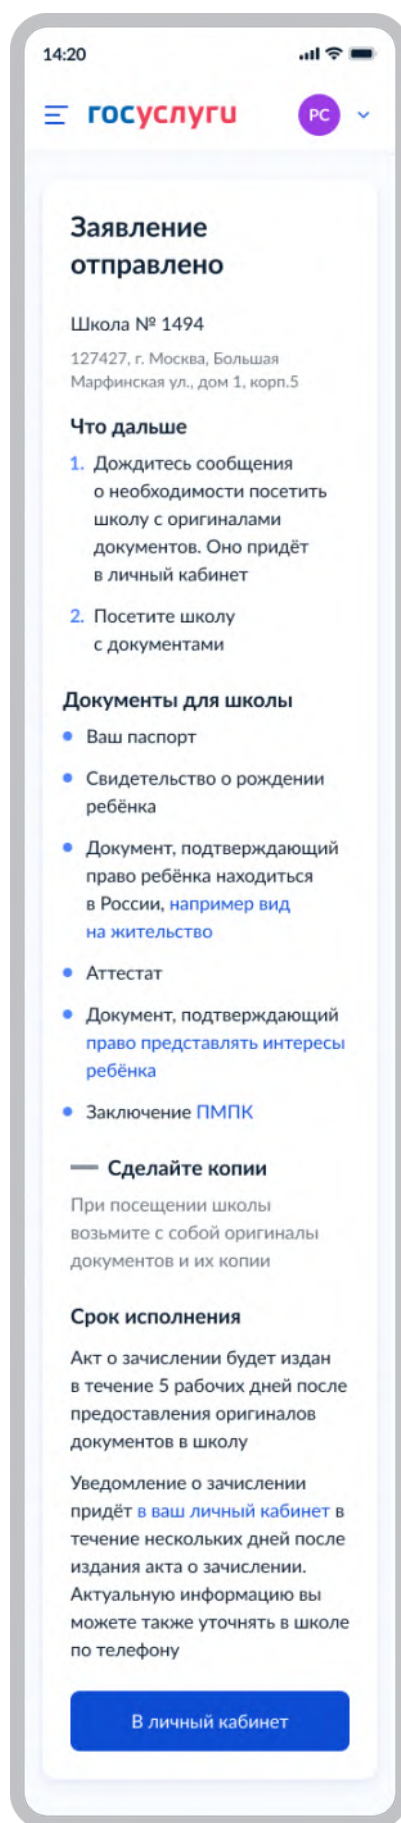 14:20
госуслуги
РС
Заявление
отправлено
Школа № 1494
127427, г. Москва, Большая
Марфинская ул., дом 1, корп.5
Что дальше
1. Дождитесь сообщения
о необходимости посетить
школу с оригиналами
документов. Оно придёт
в личный кабинет
2. Посетите школу
с документами
Документы для школы
Ваш паспорт
Свидетельство о рождении
ребёнка
Документ, подтверждающий
право ребёнка находиться
в России, например вид
на жительство
Аттестат
Документ, подтверждающий
право представлять интересы
ребёнка
Заключение ПМПК
Сделайте копии
При посещении школы
возьмите с собой оригиналы
документов и их копии
Срок исполнения
Акт о зачислении будет издан
в течение 5 рабочих дней после
предоставления оригиналов
документов в школу
Уведомление о зачислении
придёт в ваш личный кабинет в
течение нескольких дней после
издания акта о зачислении.
Актуальную информацию вы
можете также уточнять в школе
по телефону
В личный кабинет